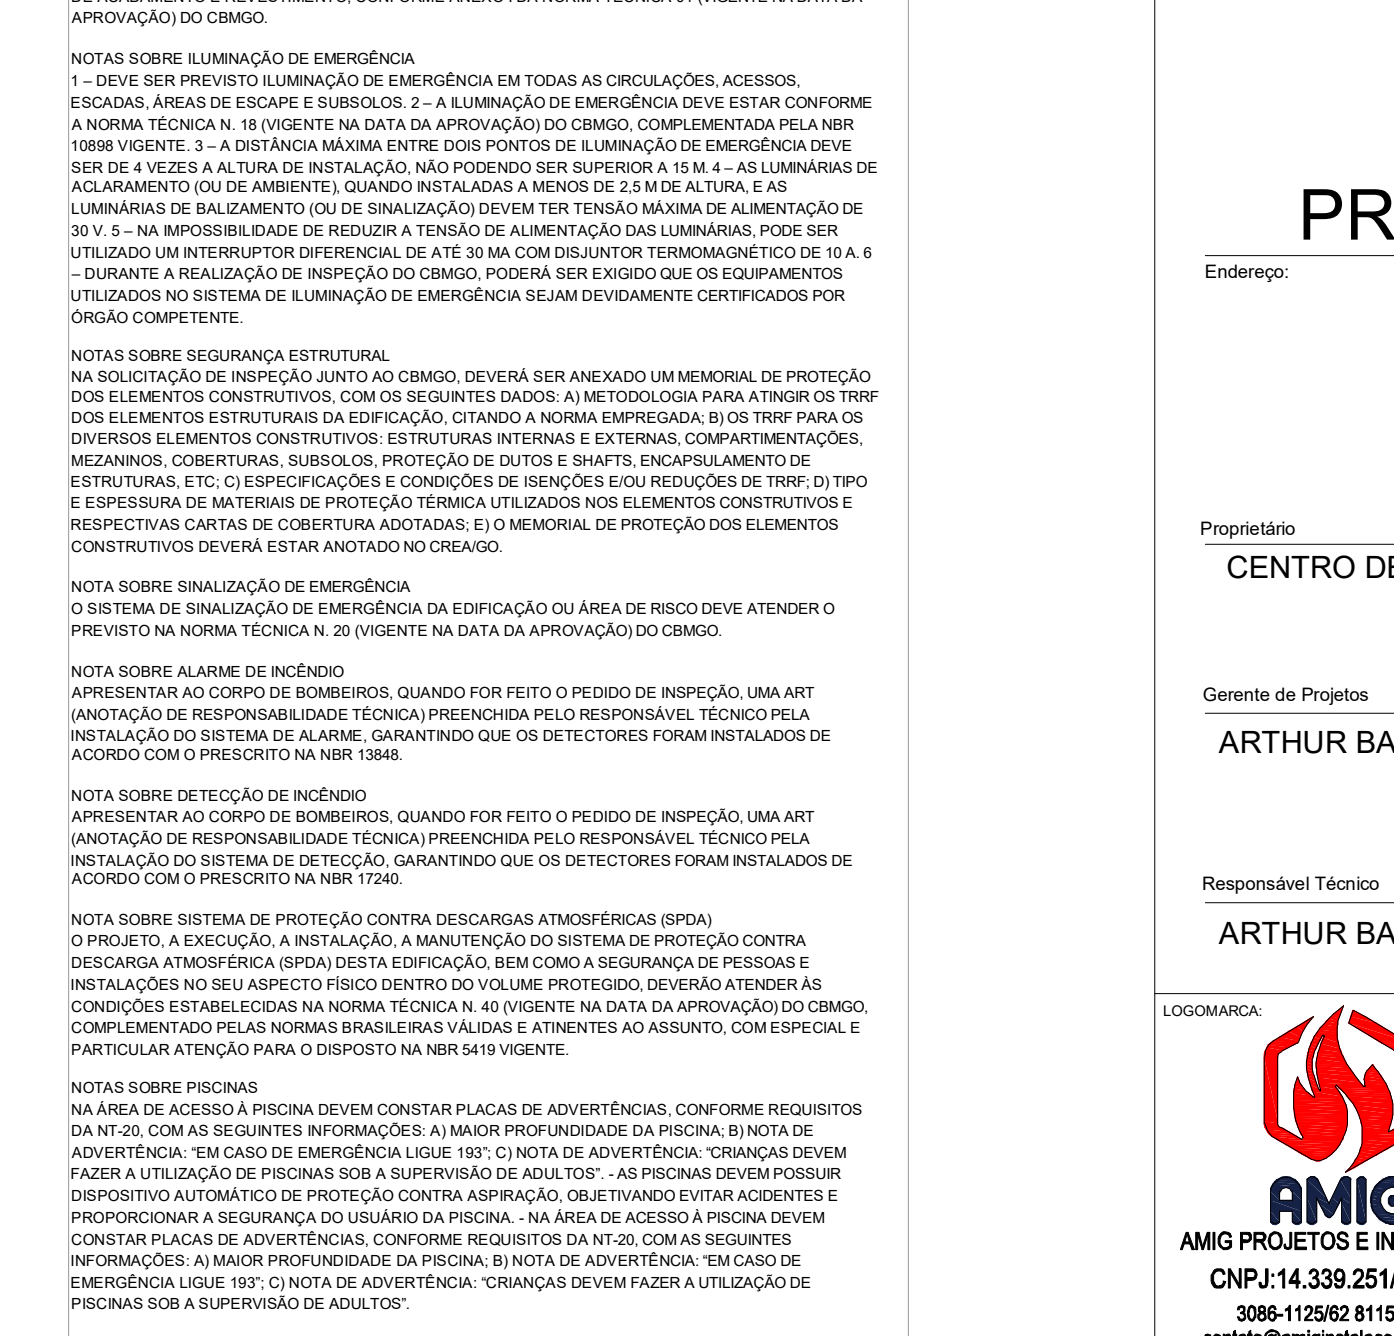 APROVAÇÃO) DO CBMGO.
NOTAS SOBRE ILUMINAÇÃO DE EMERGÊNCIA
1 – DEVE SER PREVISTO ILUMINAÇÃO DE EMERGÊNCIA EM TODAS AS CIRCULAÇÕES, ACESSOS,
ESCADAS, ÁREAS DE ESCAPE E SUBSOLOS. 2 – A ILUMINAÇÃO DE EMERGÊNCIA DEVE ESTAR CONFORME
A NORMA TÉCNICA N. 18 (VIGENTE NA DATA DA APROVAÇÃO) DO CBMGO, COMPLEMENTADA PELA NBR
10898 VIGENTE. 3 – A DISTÂNCIA MÁXIMA ENTRE DOIS PONTOS DE ILUMINAÇÃO DE EMERGÊNCIA DEVE
SER DE 4 VEZES A ALTURA DE INSTALAÇÃO, NÃO PODENDO SER SUPERIOR A 15 M. 4 – AS LUMINÁRIAS DE
ACLARAMENTO (OU DE AMBIENTE), QUANDO INSTALADAS A MENOS DE 2,5 M DE ALTURA, E AS
LUMINÁRIAS DE BALIZAMENTO (OU DE SINALIZAÇÃO) DEVEM TER TENSÃO MÁXIMA DE ALIMENTAÇÃO DE
30 V. 5 – NA IMPOSSIBILIDADE DE REDUZIR A TENSÃO DE ALIMENTAÇÃO DAS LUMINÁRIAS, PODE SER
UTILIZADO UM INTERRUPTOR DIFERENCIAL DE ATÉ 30 MA COM DISJUNTOR TERMOMAGNÉTICO DE 10 A. 6
– DURANTE A REALIZAÇÃO DE INSPEÇÃO DO CBMGO, PODERÁ SER EXIGIDO QUE OS EQUIPAMENTOS
UTILIZADOS NO SISTEMA DE ILUMINAÇÃO DE EMERGÊNCIA SEJAM DEVIDAMENTE CERTIFICADOS POR
ÓRGÃO COMPETENTE.
NOTAS SOBRE SEGURANÇA ESTRUTURAL
NA SOLICITAÇÃO DE INSPEÇÃO JUNTO AO CBMGO, DEVERÁ SER ANEXADO UM MEMORIAL DE PROTEÇÃO
DOS ELEMENTOS CONSTRUTIVOS, COM OS SEGUINTES DADOS: A) METODOLOGIA PARA ATINGIR OS TRRF
DOS ELEMENTOS ESTRUTURAIS DA EDIFICAÇÃO, CITANDO A NORMA EMPREGADA; B) OS TRRF PARA OS
DIVERSOS ELEMENTOS CONSTRUTIVOS: ESTRUTURAS INTERNAS E EXTERNAS, COMPARTIMENTAÇÕES,
MEZANINOS, COBERTURAS, SUBSOLOS, PROTEÇÃO DE DUTOS E SHAFTS, ENCAPSULAMENTO DE
ESTRUTURAS, ETC; C) ESPECIFICAÇÕES E CONDIÇÕES DE ISENÇÕES E/OU REDUÇÕES DE TRRF; D) TIPO
E ESPESSURA DE MATERIAIS DE PROTEÇÃO TÉRMICA UTILIZADOS NOS ELEMENTOS CONSTRUTIVOS E
RESPECTIVAS CARTAS DE COBERTURA ADOTADAS; E) O MEMORIAL DE PROTEÇÃO DOS ELEMENTOS
CONSTRUTIVOS DEVERÁ ESTAR ANOTADO NO CREA/GO.
NOTA SOBRE SINALIZAÇÃO DE EMERGÊNCIA
O SISTEMA DE SINALIZAÇÃO DE EMERGÊNCIA DA EDIFICAÇÃO OU ÁREA DE RISCO DEVE ATENDER O
PREVISTO NA NORMA TÉCNICA N. 20 (VIGENTE NA DATA DA APROVAÇÃO) DO CBMGO.
NOTA SOBRE ALARME DE INCÊNDIO
APRESENTAR AO CORPO DE BOMBEIROS, QUANDO FOR FEITO O PEDIDO DE INSPEÇÃO, UMA ART
(ANOTAÇÃO DE RESPONSABILIDADE TÉCNICA) PREENCHIDA PELO RESPONSÁVEL TÉCNICO PELA
INSTALAÇÃO DO SISTEMA DE ALARME, GARANTINDO QUE OS DETECTORES FORAM INSTALADOS DE
ACORDO COM O PRESCRITO NA NBR 13848.
NOTA SOBRE DETECÇÃO DE INCÊNDIO
APRESENTAR AO CORPO DE BOMBEIROS, QUANDO FOR FEITO O PEDIDO DE INSPEÇÃO, UMA ART
(ANOTAÇÃO DE RESPONSABILIDADE TÉCNICA) PREENCHIDA PELO RESPONSÁVEL TÉCNICO PELA
INSTALAÇÃO DO SISTEMA DE DETECÇÃO, GARANTINDO QUE OS DETECTORES FORAM INSTALADOS DE
ACORDO COM O PRESCRITO NA NBR 17240.
NOTA SOBRE SISTEMA DE PROTEÇÃO CONTRA DESCARGAS ATMOSFÉRICAS (SPDA)
O PROJETO, A EXECUÇÃO, A INSTALAÇÃO, A MANUTENÇÃO DO SISTEMA DE PROTEÇÃO CONTRA
DESCARGA ATMOSFÉRICA (SPDA) DESTA EDIFICAÇÃO, BEM COMO A SEGURANÇA DE PESSOAS E
INSTALAÇÕES NO SEU ASPECTO FÍSICO DENTRO DO VOLUME PROTEGIDO, DEVERÃO ATENDER ÀS
CONDIÇÕES ESTABELECIDAS NA NORMA TÉCNICA N. 40 (VIGENTE NA DATA DA APROVAÇÃO) DO CBMGO,
COMPLEMENTADO PELAS NORMAS BRASILEIRAS VÁLIDAS E ATINENTES AO ASSUNTO, COM ESPECIAL E
PARTICULAR ATENÇÃO PARA O DISPOSTO NA NBR 5419 VIGENTE.
NOTAS SOBRE PISCINAS
NA ÁREA DE ACESSO À PISCINA DEVEM CONSTAR PLACAS DE ADVERTÊNCIAS, CONFORME REQUISITOS
DA NT-20, COM AS SEGUINTES INFORMAÇÕES: A) MAIOR PROFUNDIDADE DA PISCINA; B) NOTA DE
ADVERTÊNCIA: “EM CASO DE EMERGÊNCIA LIGUE 193”; C) NOTA DE ADVERTÊNCIA: “CRIANÇAS DEVEM
FAZER A UTILIZAÇÃO DE PISCINAS SOB A SUPERVISÃO DE ADULTOS”. - AS PISCINAS DEVEM POSSUIR
DISPOSITIVO AUTOMÁTICO DE PROTEÇÃO CONTRA ASPIRAÇÃO, OBJETIVANDO EVITAR ACIDENTES E
PROPORCIONAR A SEGURANÇA DO USUÁRIO DA PISCINA. - NA ÁREA DE ACESSO À PISCINA DEVEM
CONSTAR PLACAS DE ADVERTÊNCIAS, CONFORME REQUISITOS DA NT-20, COM AS SEGUINTES
INFORMAÇÕES: A) MAIOR PROFUNDIDADE DA PISCINA; B) NOTA DE ADVERTÊNCIA: “EM CASO DE
EMERGÊNCIA LIGUE 193”; C) NOTA DE ADVERTÊNCIA: “CRIANÇAS DEVEM FAZER A UTILIZAÇÃO DE
PISCINAS SOB A SUPERVISÃO DE ADULTOS”.
PR
Endereço:
Proprietário
CENTRO DE
Gerente de Projetos
ARTHUR BA
Responsável Técnico
ARTHUR BA
LOGOMARCA:
AMIG
AMIG PROJETOS E IN
CNPJ:14.339.251/
3086-1125/62 8115